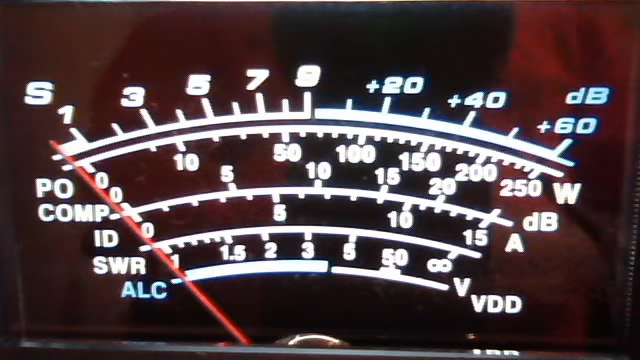 S 1 3 5 7 9 +20 +40 +60 dB
PO 0 10 50 100 150 200 250 W
COMP 0 5 10 15 20 dB
ID 0 5 10 15 A
SWR 1 1.5 2 3 5 50 ∞
ALC V VDD